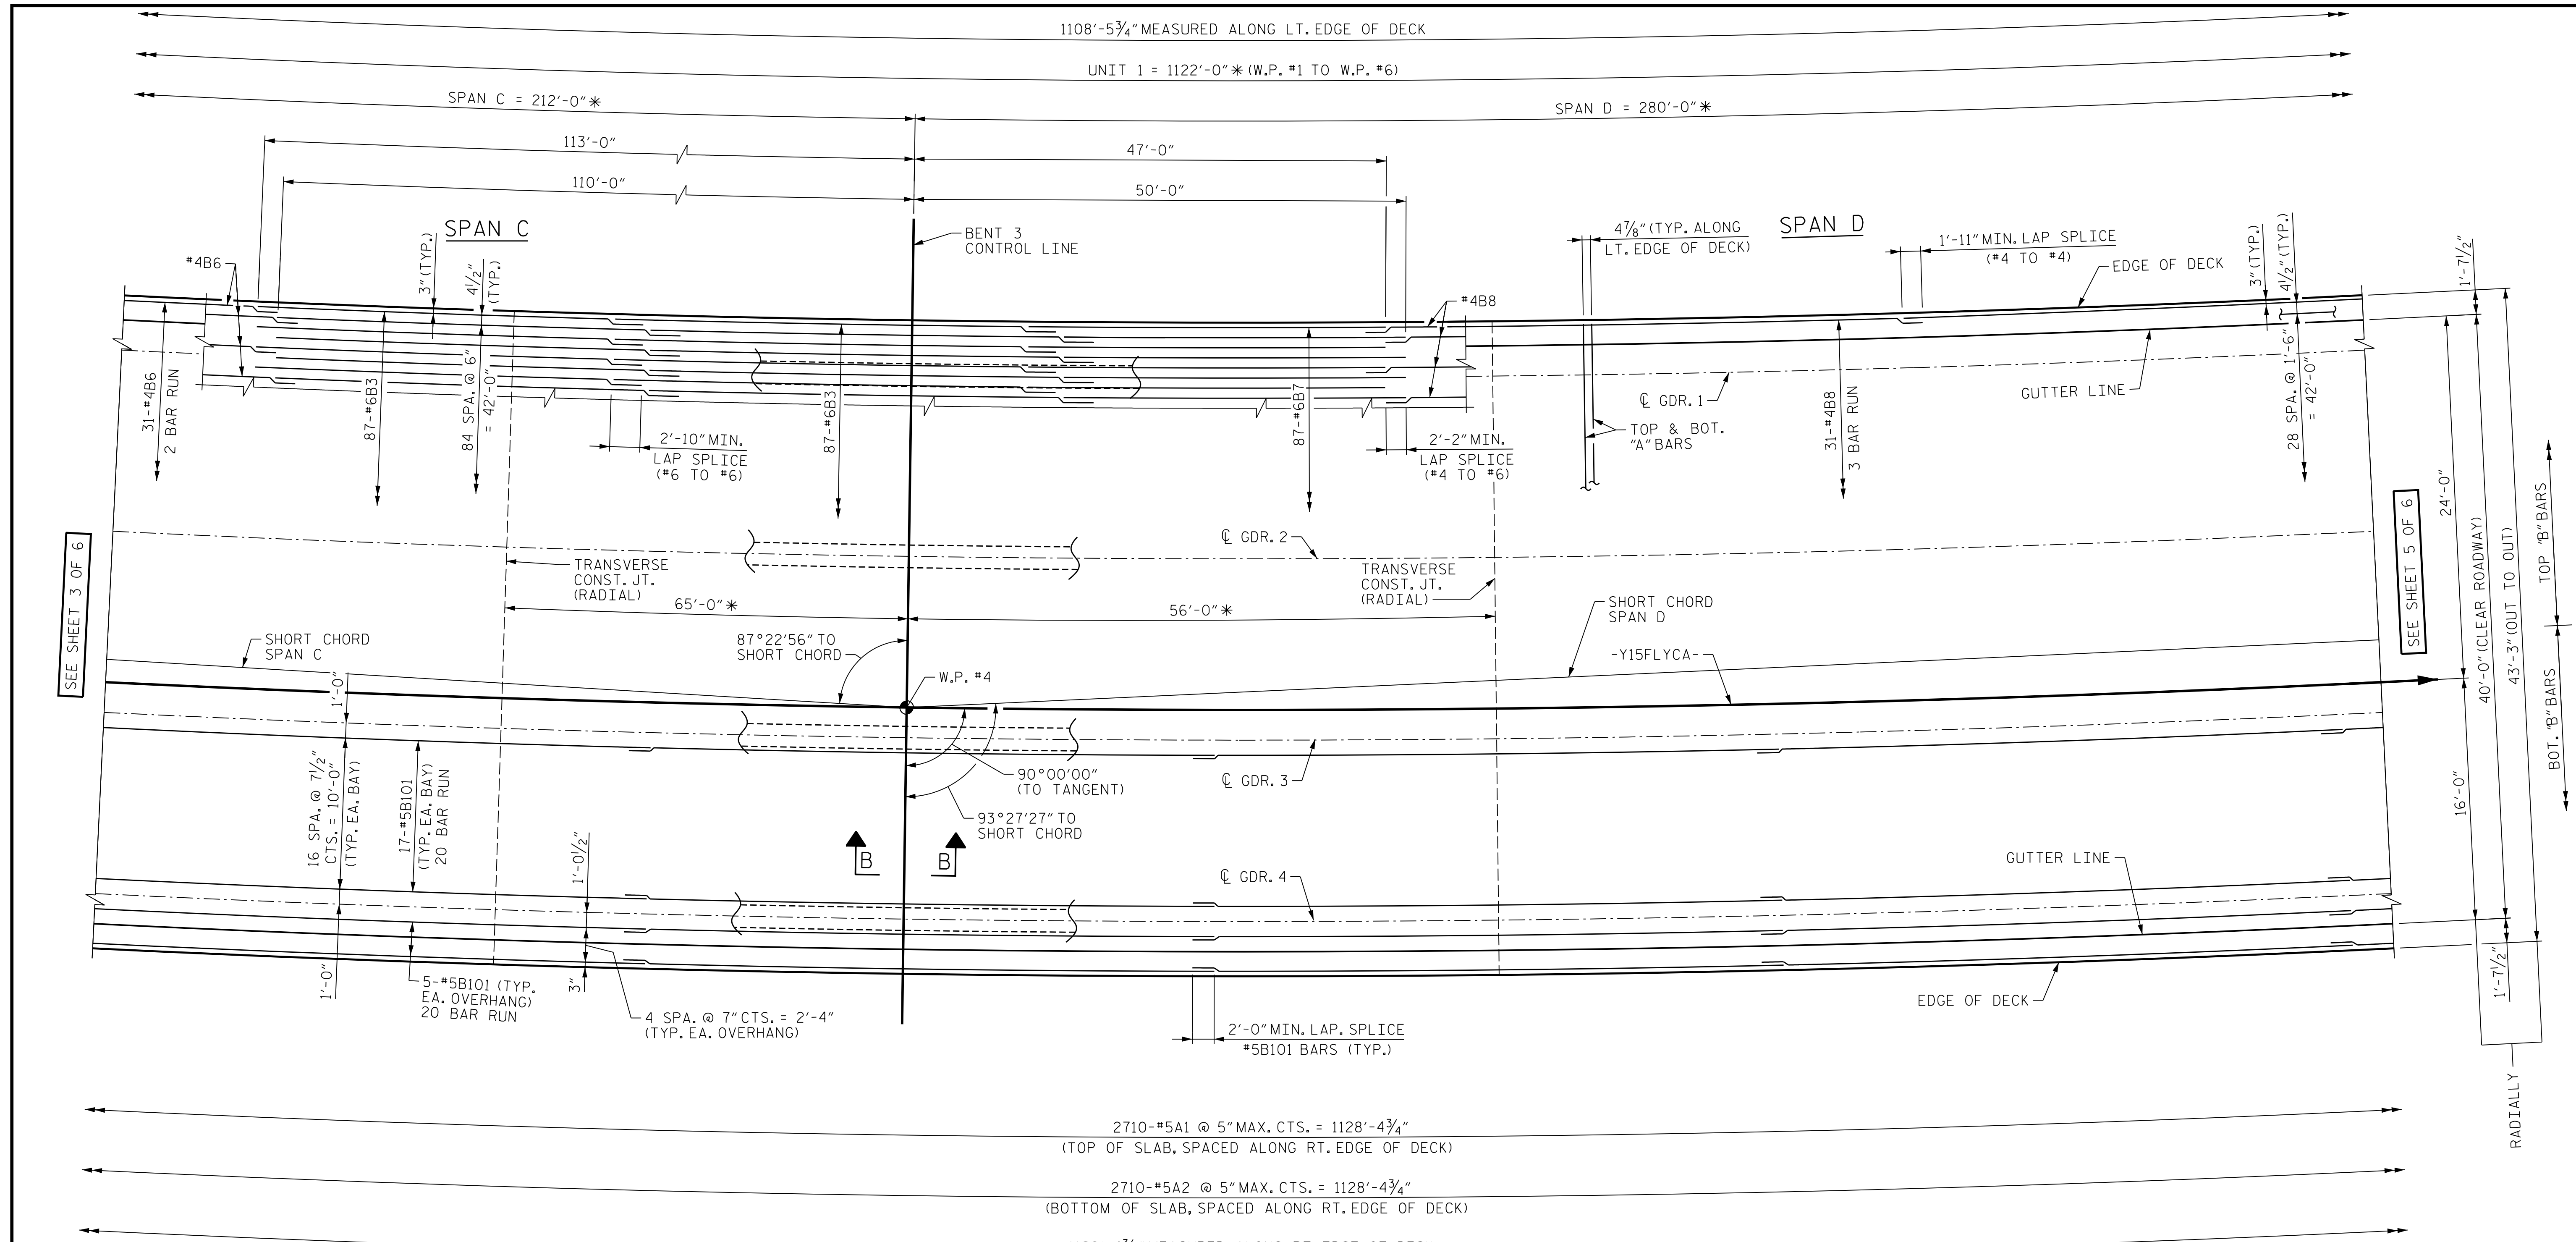 1108'-5¾" MEASURED ALONG LT. EDGE OF DECK
UNIT 1 = 1122'-0"* (W.P. #1 TO W.P. #6)
SPAN C = 212'-0"*
SPAN D = 280'-0"*
113'-0"
47'-0"
110'-0"
50'-0"
SPAN C
SPAN D
BENT 3
CONTROL LINE
4⅞" (TYP. ALONG
LT. EDGE OF DECK)
1'-11" MIN. LAP SPLICE
(#4 TO #4)
EDGE OF DECK
3" (TYP.)
4½" (TYP.)
1'-7½"
#4B6
3" (TYP.)
4½"
(TYP.)
#4B8
31-#4B6
2 BAR RUN
87-#6B3
84 SPA. @ 6"
= 42'-0"
2'-10" MIN.
LAP SPLICE
(#6 TO #6)
87-#6B3
87-#6B7
2'-2" MIN.
LAP SPLICE
(#4 TO #6)
TOP & BOT.
"A" BARS
℄ GDR. 1
31-#4B8
3 BAR RUN
GUTTER LINE
28 SPA. @ 1'-6"
= 42'-0"
24'-0"
40'-0" (CLEAR ROADWAY)
43'-3" (OUT TO OUT)
TOP "B" BARS
BOT. "B" BARS
SEE SHEET 3 OF 6
SEE SHEET 5 OF 6
℄ GDR. 2
TRANSVERSE
CONST. JT.
(RADIAL)
TRANSVERSE
CONST. JT.
(RADIAL)
65'-0"*
56'-0"*
SHORT CHORD
SPAN C
87°22'56" TO
SHORT CHORD
SHORT CHORD
SPAN D
-Y15FLYCA-
W.P. #4
1'-0"
16 SPA. @ 7½"
CTS. = 10'-0"
(TYP. EA. BAY)
17-#5B101
(TYP. EA. BAY)
20 BAR RUN
90°00'00"
(TO TANGENT)
93°27'27" TO
SHORT CHORD
℄ GDR. 3
16'-0"
B
B
1'-0½"
℄ GDR. 4
GUTTER LINE
1'-0"
5-#5B101 (TYP.
EA. OVERHANG)
20 BAR RUN
3"
4 SPA. @ 7" CTS. = 2'-4"
(TYP. EA. OVERHANG)
2'-0" MIN. LAP. SPLICE
#5B101 BARS (TYP.)
EDGE OF DECK
1'-7½"
RADIALLY
2710-#5A1 @ 5" MAX. CTS. = 1128'-4¾"
(TOP OF SLAB, SPACED ALONG RT. EDGE OF DECK)
2710-#5A2 @ 5" MAX. CTS. = 1128'-4¾"
(BOTTOM OF SLAB, SPACED ALONG RT. EDGE OF DECK)